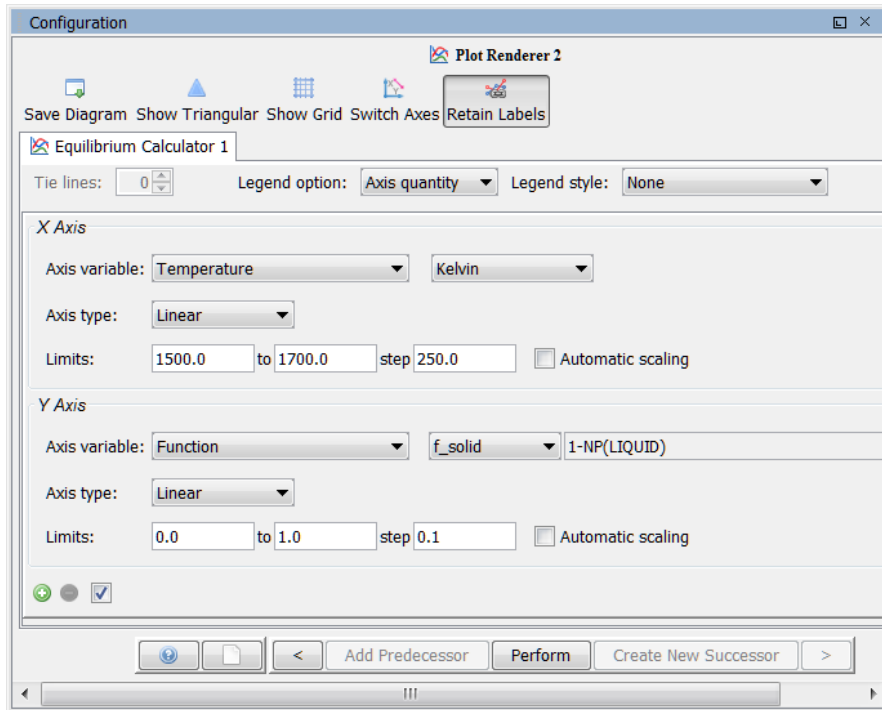 Configuration
Plot Renderer 2
Save Diagram Show Triangular Show Grid Switch Axes Retain Labels
Equilibrium Calculator 1
Tie lines: 0 Legend option: Axis quantity Legend style: None
X Axis
Axis variable: Temperature Kelvin
Axis type: Linear
Limits: 1500.0 to 1700.0 step 250.0 Automatic scaling
Y Axis
Axis variable: Function f_solid 1-NP(LIQUID)
Axis type: Linear
Limits: 0.0 to 1.0 step 0.1 Automatic scaling
< Add Predecessor Perform Create New Successor >